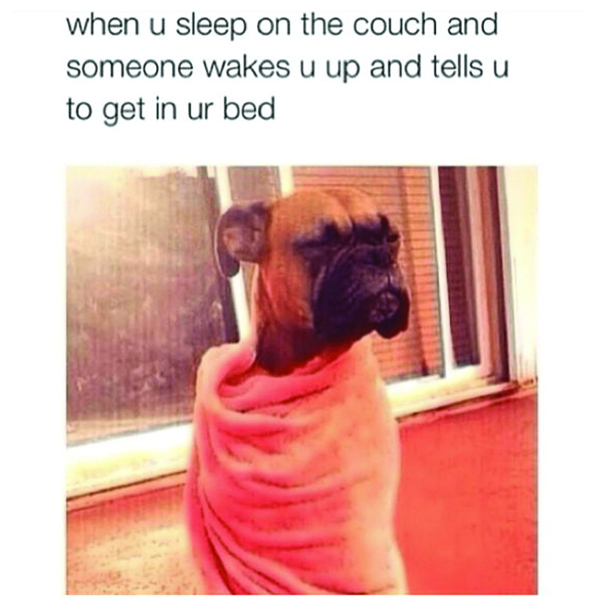 when u sleep on the couch and
someone wakes u up and tells u
to get in ur bed